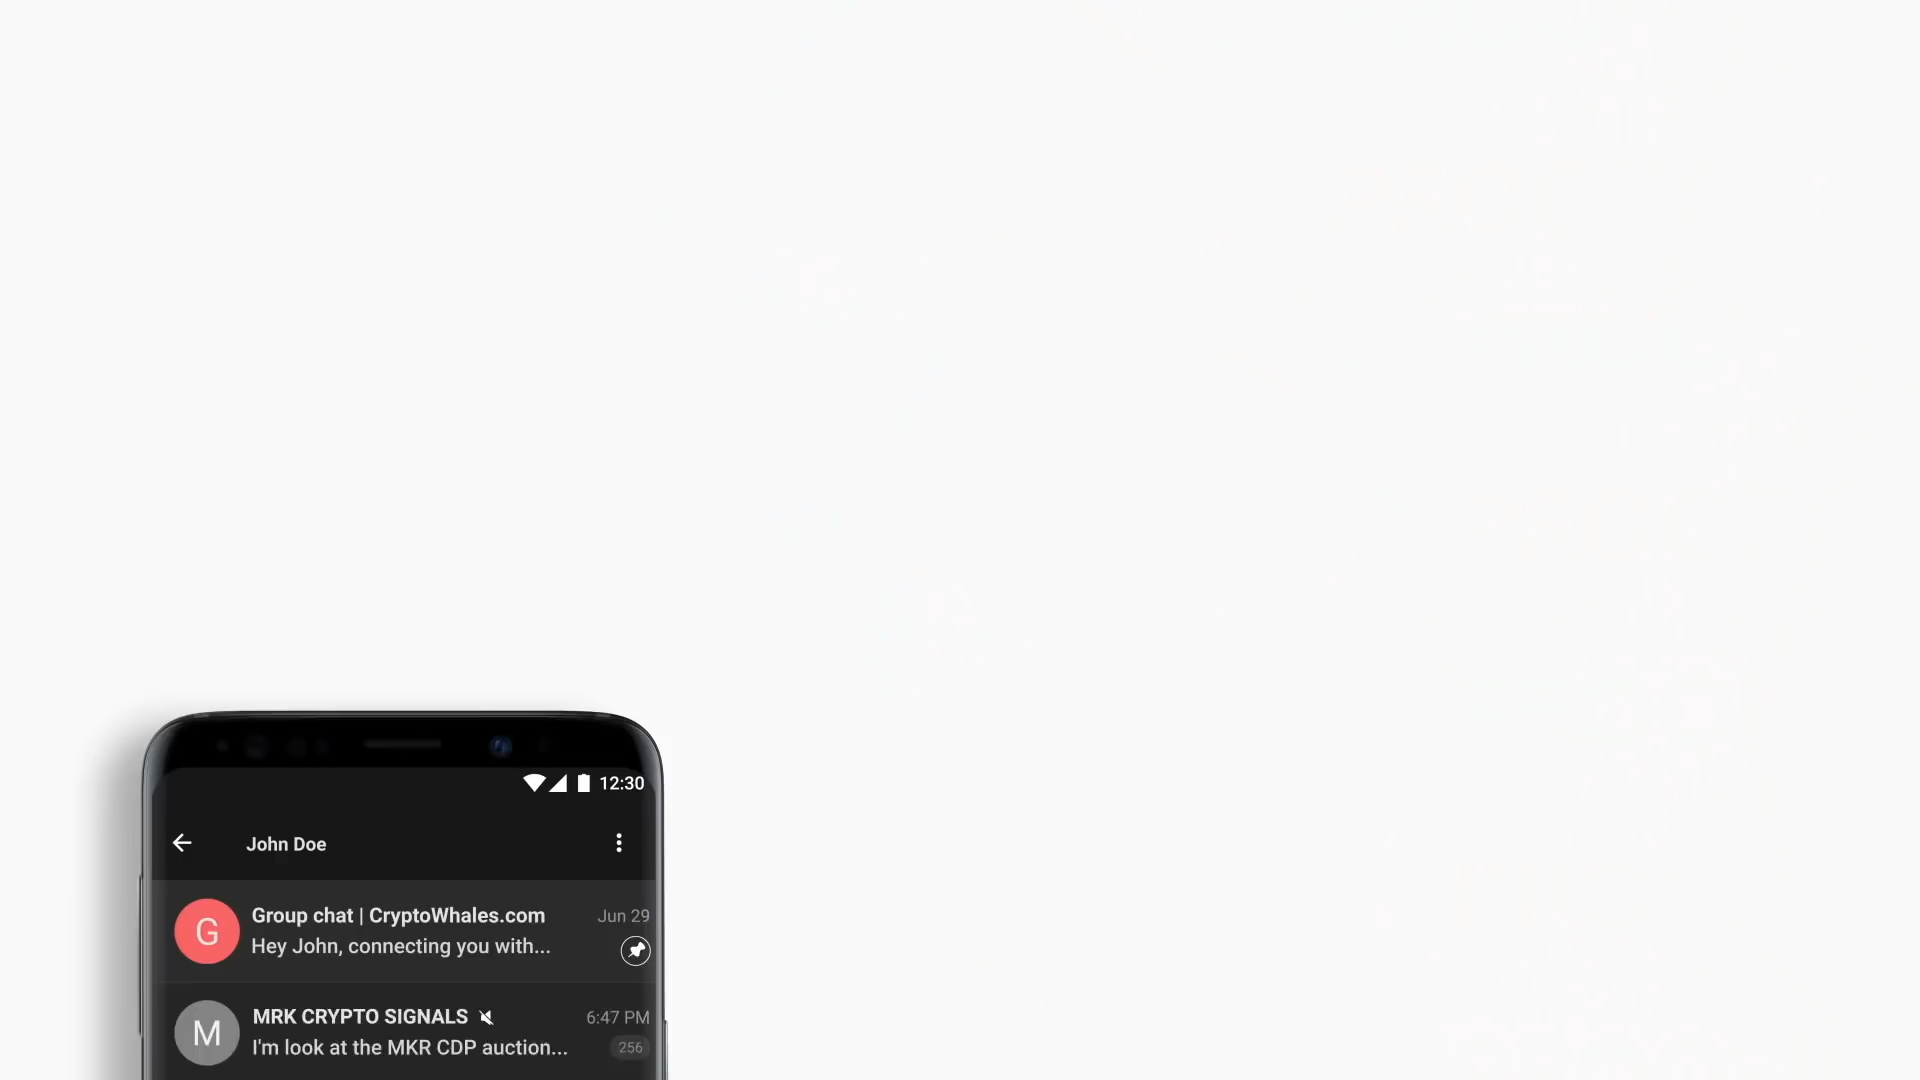 12:30
John Doe
Group chat | CryptoWhales.com
Jun 29
Hey John, connecting you with...
G
MRK CRYPTO SIGNALS
6:47 PM
M
I'm look at the MKR CDP auction...
256